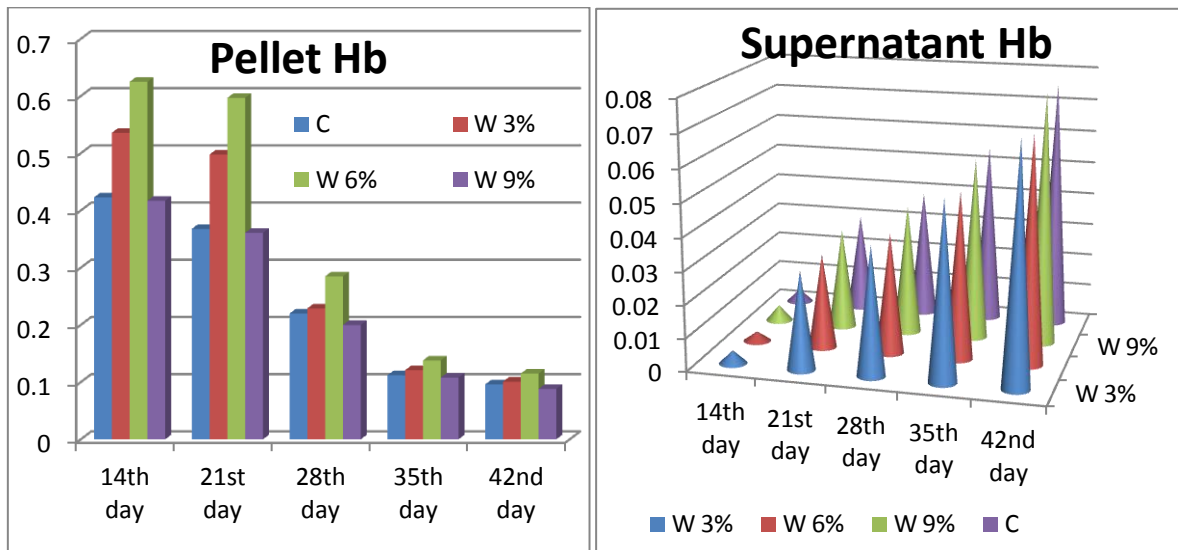 Pellet Hb
0.7
0.6
0.5
0.4
0.3
0.2
0.1
0
C
W 3%
W 6%
W 9%
14th
day
21st
day
28th
day
35th
day
42nd
day
Supernatant Hb
0.08
0.07
0.06
0.05
0.04
0.03
0.02
0.01
0
14th
day
21st
day
28th
day
35th
day
42nd
day
W 9%
W 3%
W 3%
W 6%
W 9%
C